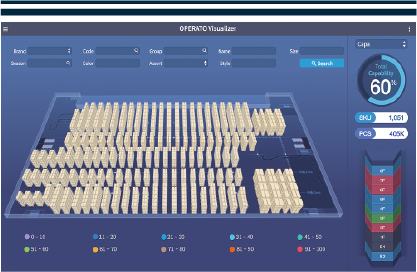 OPERATO Visualizer
Brand Code Group Name Size
Season Color Assort Style Search
Capa
Total
Capability
60%
SKU 1,051
PCS 405K
0 - 10 11 - 20 21 - 30 31 - 40 41 - 50
51 - 60 61 - 70 71 - 80 81 - 90 91 - 100